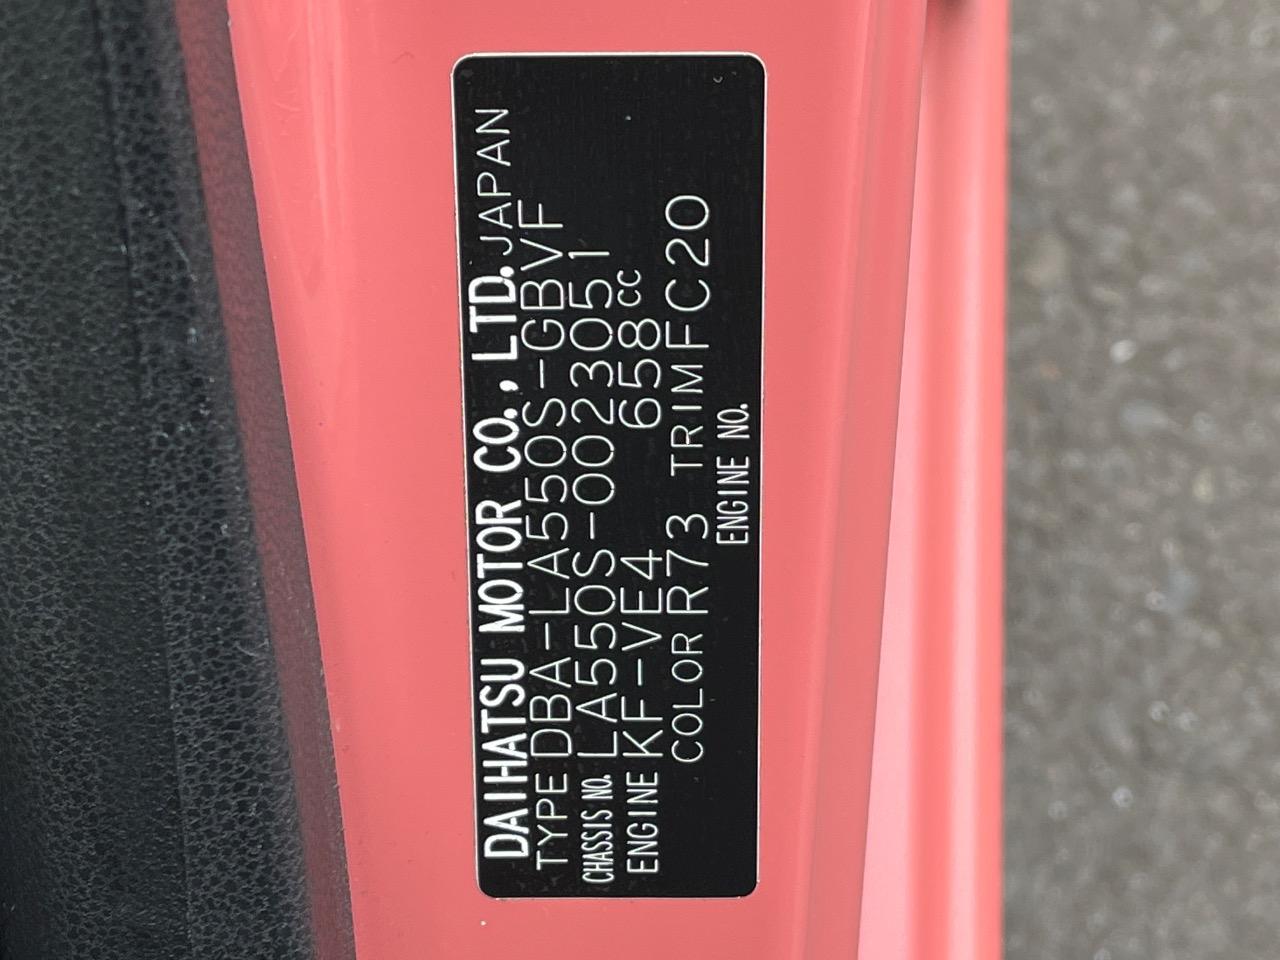 DAIHATSU MOTOR CO., LTD. JAPAN
TYPE DBA-LA550S-GBVF
CHASSIS NO. LA550S-0023051
ENGINE KF-VE4 658cc
COLOR R73 TRIM FC20
ENGINE NO.